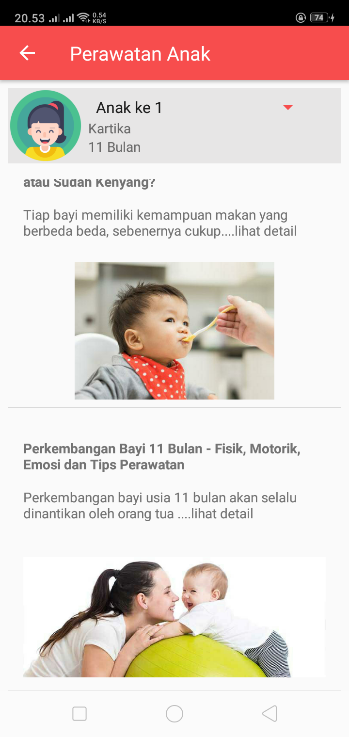 20.53
0.54
KB/S
74
Perawatan Anak
Anak ke 1
Kartika
11 Bulan
atau Sudah Kenyang?
Tiap bayi memiliki kemampuan makan yang
berbeda beda, sebenernya cukup....lihat detail
Perkembangan Bayi 11 Bulan - Fisik, Motorik,
Emosi dan Tips Perawatan
Perkembangan bayi usia 11 bulan akan selalu
dinantikan oleh orang tua ....lihat detail